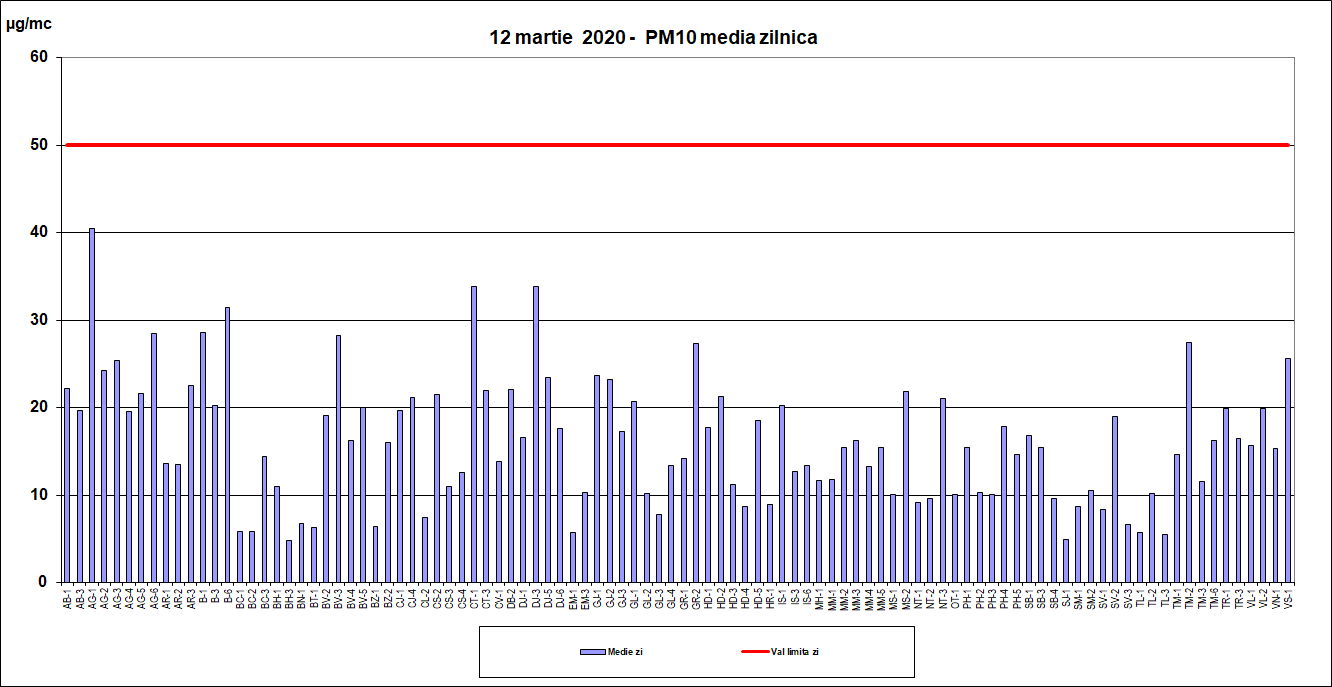 µg/mc
12 martie 2020 - PM10 media zilnica
60
50
40
30
20
10
0
AB-1
AB-3
AG-1
AG-2
AG-3
AG-4
AG-5
AG-6
AR-1
AR-2
AR-3
B-1
B-3
B-6
BC-1
BC-2
BC-3
BH-1
BH-3
BN-1
BT-1
BV-2
BV-3
BV-4
BV-5
BZ-1
BZ-2
CJ-1
CJ-4
CL-2
CS-2
CS-3
CS-4
CT-1
CT-3
CV-1
DB-2
DJ-1
DJ-3
DJ-5
DJ-6
EM-1
EM-3
GJ-1
GJ-2
GJ-3
GL-1
GL-2
GL-3
GL-4
GR-1
GR-2
HD-1
HD-2
HD-3
HD-4
HD-5
HR-1
IS-1
IS-3
IS-6
MH-1
MM-1
MM-2
MM-3
MM-4
MM-5
MS-1
MS-2
NT-1
NT-2
NT-3
OT-1
PH-1
PH-2
PH-3
PH-4
PH-5
SB-1
SB-3
SB-4
SJ-1
SM-1
SM-2
SV-1
SV-2
SV-3
TL-1
TL-2
TL-3
TM-1
TM-2
TM-3
TM-6
TR-1
TR-3
VL-1
VL-2
VN-1
VS-1
Medie zi
Val limita zi